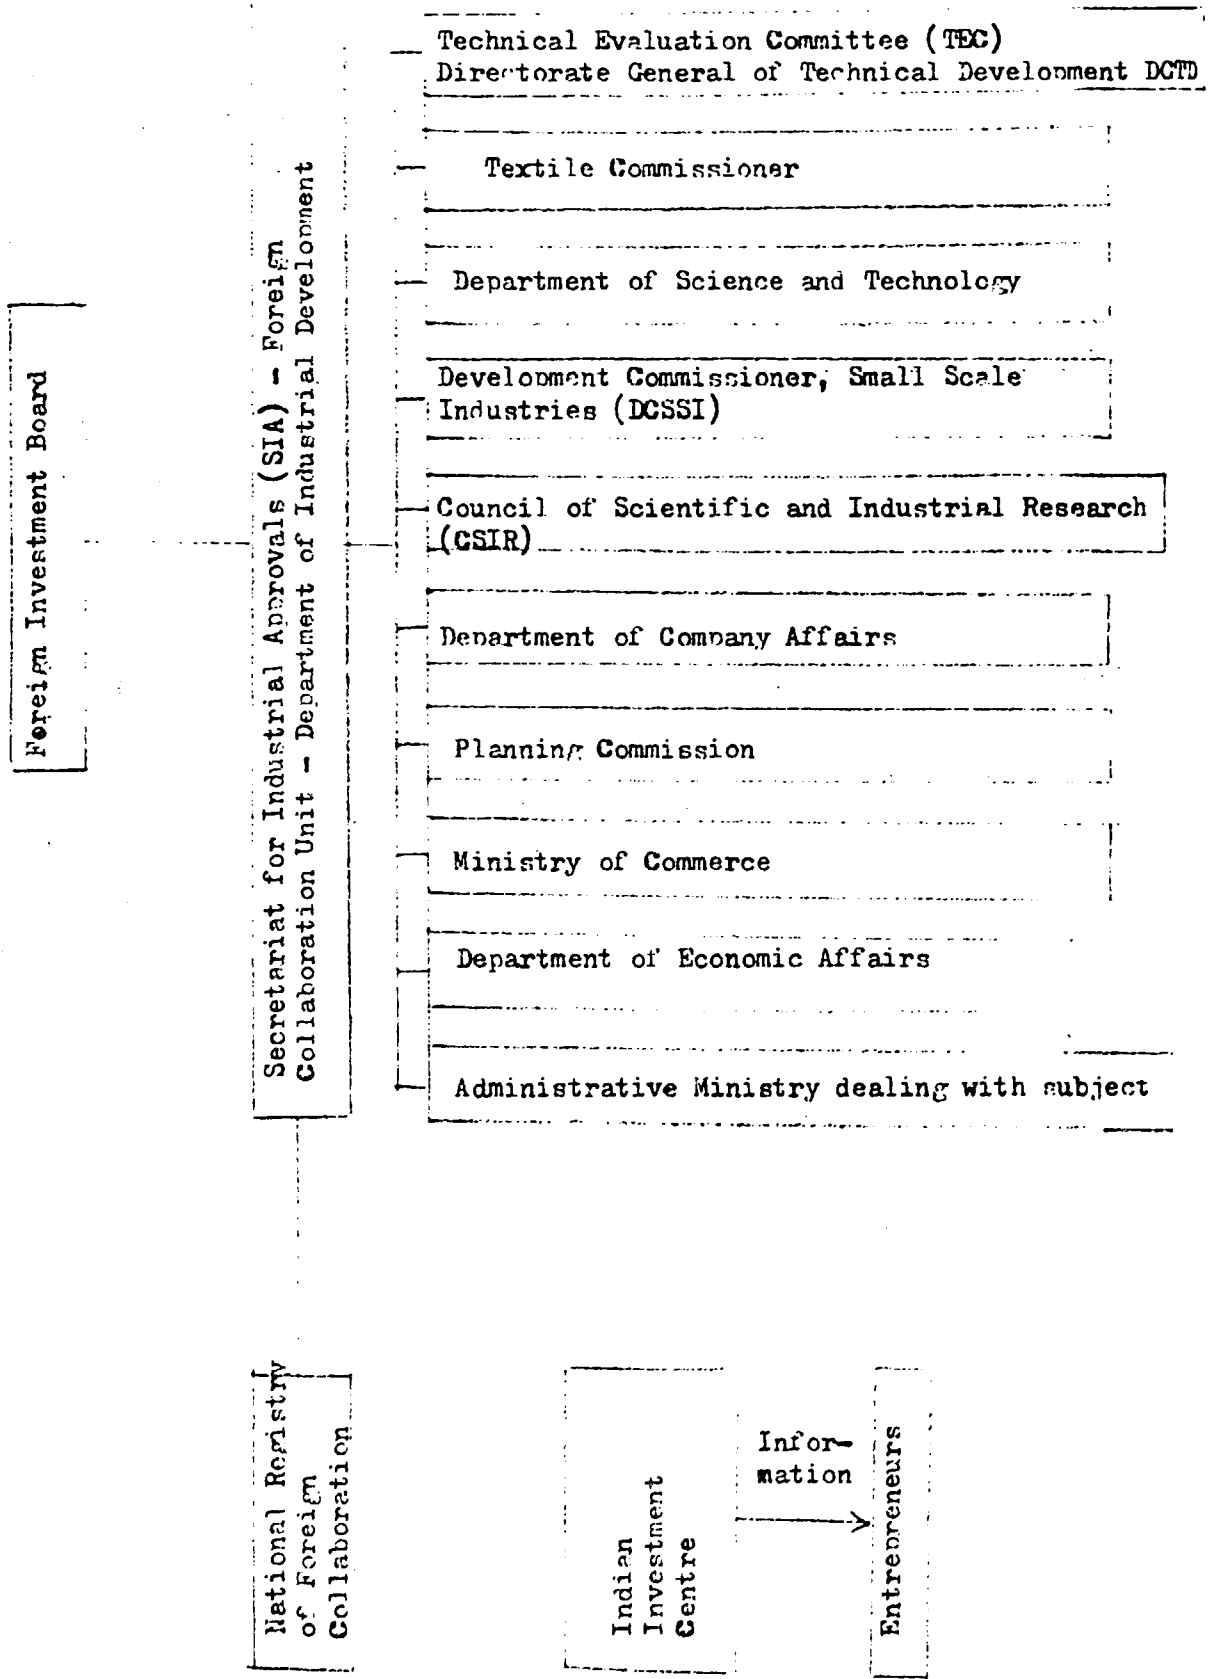 Foreign Investment Board
Secretariat for Industrial Approvals (SIA) - Foreign
Collaboration Unit - Department of Industrial Development
Technical Evaluation Committee (TEC)
Directorate General of Technical Development DGTD
Textile Commissioner
Department of Science and Technology
Development Commissioner, Small Scale
Industries (DCSSI)
Council of Scientific and Industrial Research
(CSIR)
Department of Company Affairs
Planning Commission
Ministry of Commerce
Department of Economic Affairs
Administrative Ministry dealing with subject
National Registry
of Foreign
Collaboration
Indian
Investment
Centre
Infor-
mation
Entrepreneurs